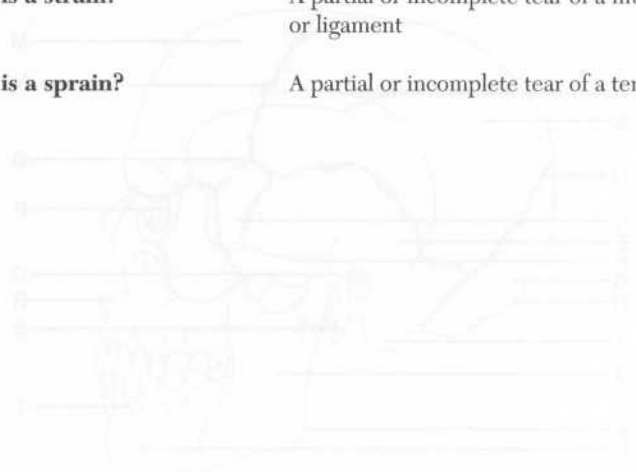 is a strain? A partial or incomplete tear of a
or ligament
is a sprain? A partial or incomplete tear of a